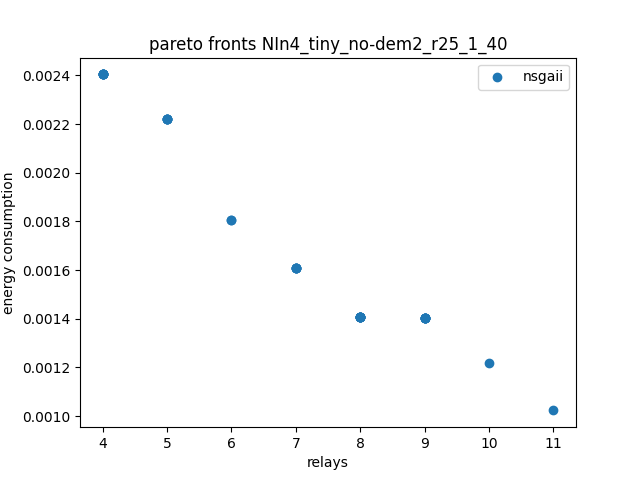 pareto fronts NIn4_tiny_no-dem2_r25_1_40
nsgaii
0.0024
0.0022
0.0020
0.0018
0.0016
0.0014
0.0012
0.0010
energy consumption
4 5 6 7 8 9 10 11
relays